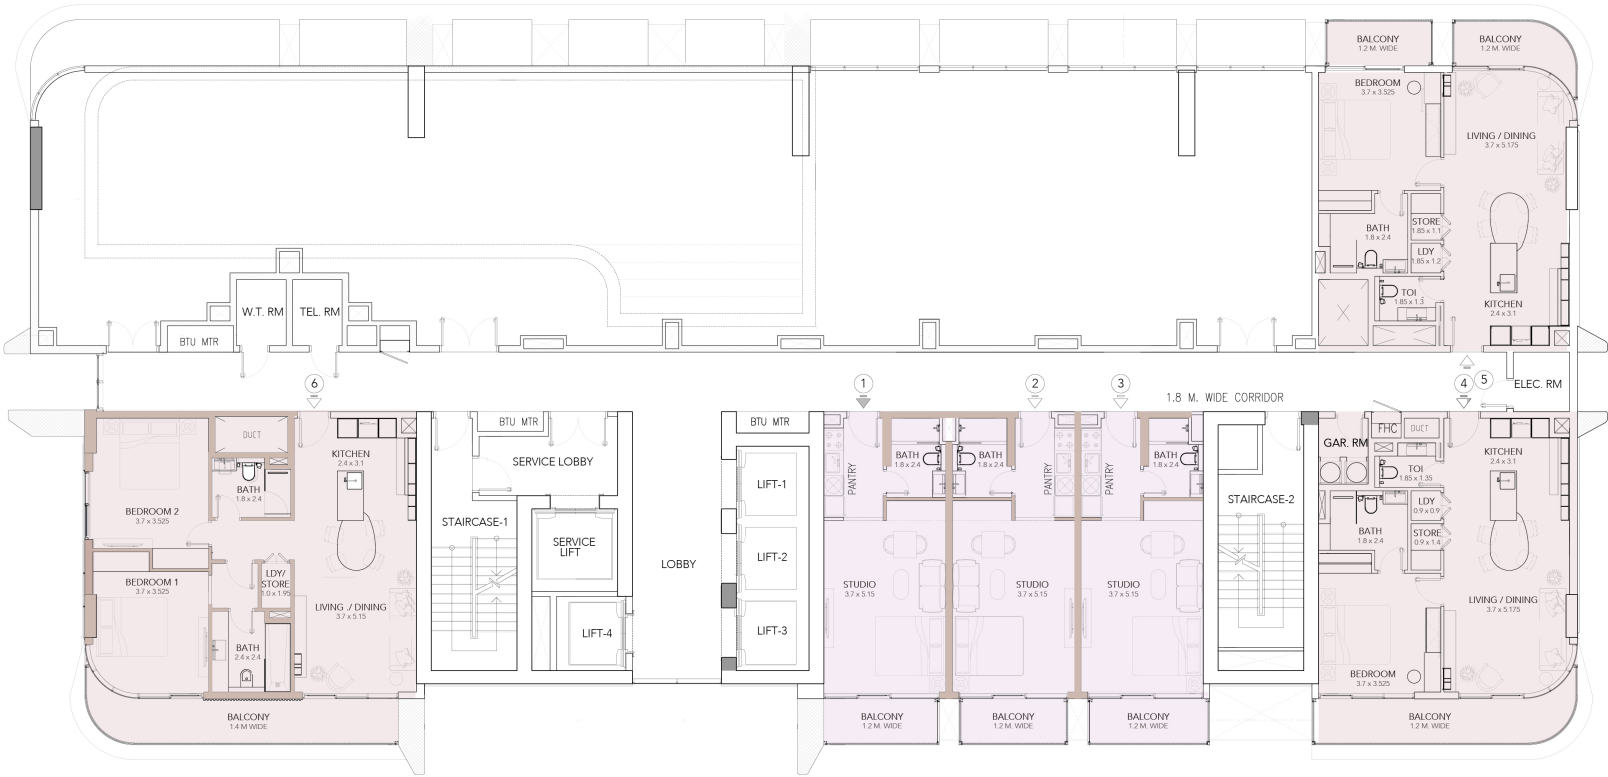 BALCONY
1.2 M. WIDE
BALCONY
1.2 M. WIDE
BEDROOM
3.7 x 3.525
LIVING / DINING
3.7 x 5.175
STORE
1.85 x 1.1
BATH
1.8 x 2.4
LDY
1.85 x 1.2
TOI
1.85 x 1.3
KITCHEN
2.4 x 3.1
W.T. RM
TEL. RM
BTU MTR
6
1
2
3
1.8 M. WIDE CORRIDOR
4
5
ELEC. RM
DUCT
KITCHEN
2.4 x 3.1
BATH
1.8 x 2.4
BEDROOM 2
3.7 x 3.525
BEDROOM 1
3.7 x 3.525
LDY/
STORE
1.0 x 1.95
LIVING / DINING
3.7 x 5.15
BATH
2.4 x 2.4
BALCONY
1.4 M WIDE
BTU MTR
SERVICE LOBBY
STAIRCASE-1
SERVICE
LIFT
LIFT-4
LOBBY
BTU MTR
LIFT-1
LIFT-2
LIFT-3
PANTRY
BATH
1.8 x 2.4
STUDIO
3.7 x 5.15
BALCONY
1.2 M. WIDE
BATH
1.8 x 2.4
PANTRY
STUDIO
3.7 x 5.15
BALCONY
1.2 M. WIDE
PANTRY
BATH
1.8 x 2.4
STUDIO
3.7 x 5.15
BALCONY
1.2 M. WIDE
STAIRCASE-2
GAR. RM
FHC
DUCT
KITCHEN
2.4 x 3.1
TOI
1.85 x 1.35
LDY
0.9 x 0.9
BATH
1.8 x 2.4
STORE
0.9 x 1.4
LIVING / DINING
3.7 x 5.175
BEDROOM
3.7 x 3.525
BALCONY
1.2 M. WIDE